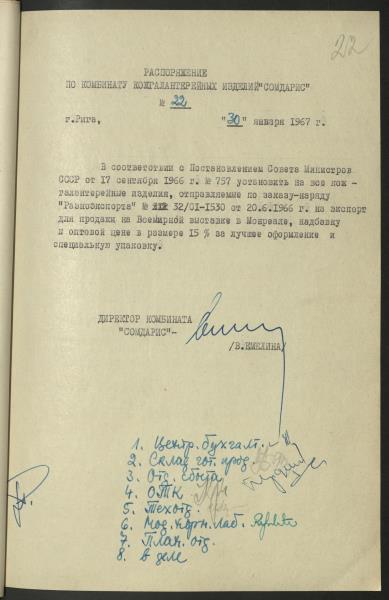 22
РАСПОРЯЖЕНИЕ
ПО КОМБИНАТУ КОЖГАЛАНТЕРЕЙНЫХ ИЗДЕЛИЙ"СОМДАРИС"
№ 22
г.Рига, "30" января 1967 г.
В соответствии с Постановлением Совета Министров
СССР от 17 сентября 1966 г. № 757 установить на все кож -
галантерейные изделия, отправляемые по заказу-наряду
"Разноэкспорта" № 32/01-1530 от 20.6.1966 г. на экспорт
для продажи на Всемирной выставке в Монреале, надбавку
к оптовой цене в размере 15 % за лучшее оформление и
специальную упаковку.
ДИРЕКТОР КОМБИНАТА
"СОМДАРИС"-
/В.ЕМЕЛИНА/
1. Центр. бухгалт. -
2. Склад гот. прод.
3. Отд. сбыта
4. ОТК
5. Техотд.
6. Мод. лаб.
7. План. отд.
8. в дело